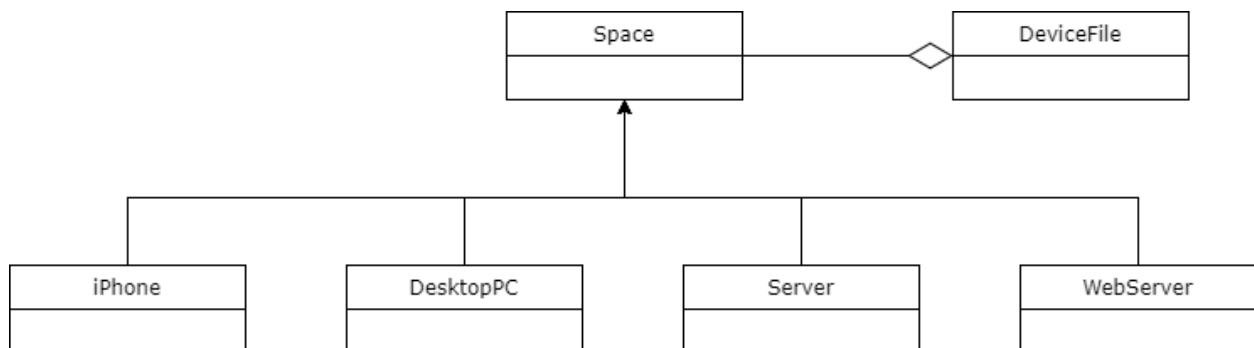 Space
DeviceFile
iPhone
DesktopPC
Server
WebServer